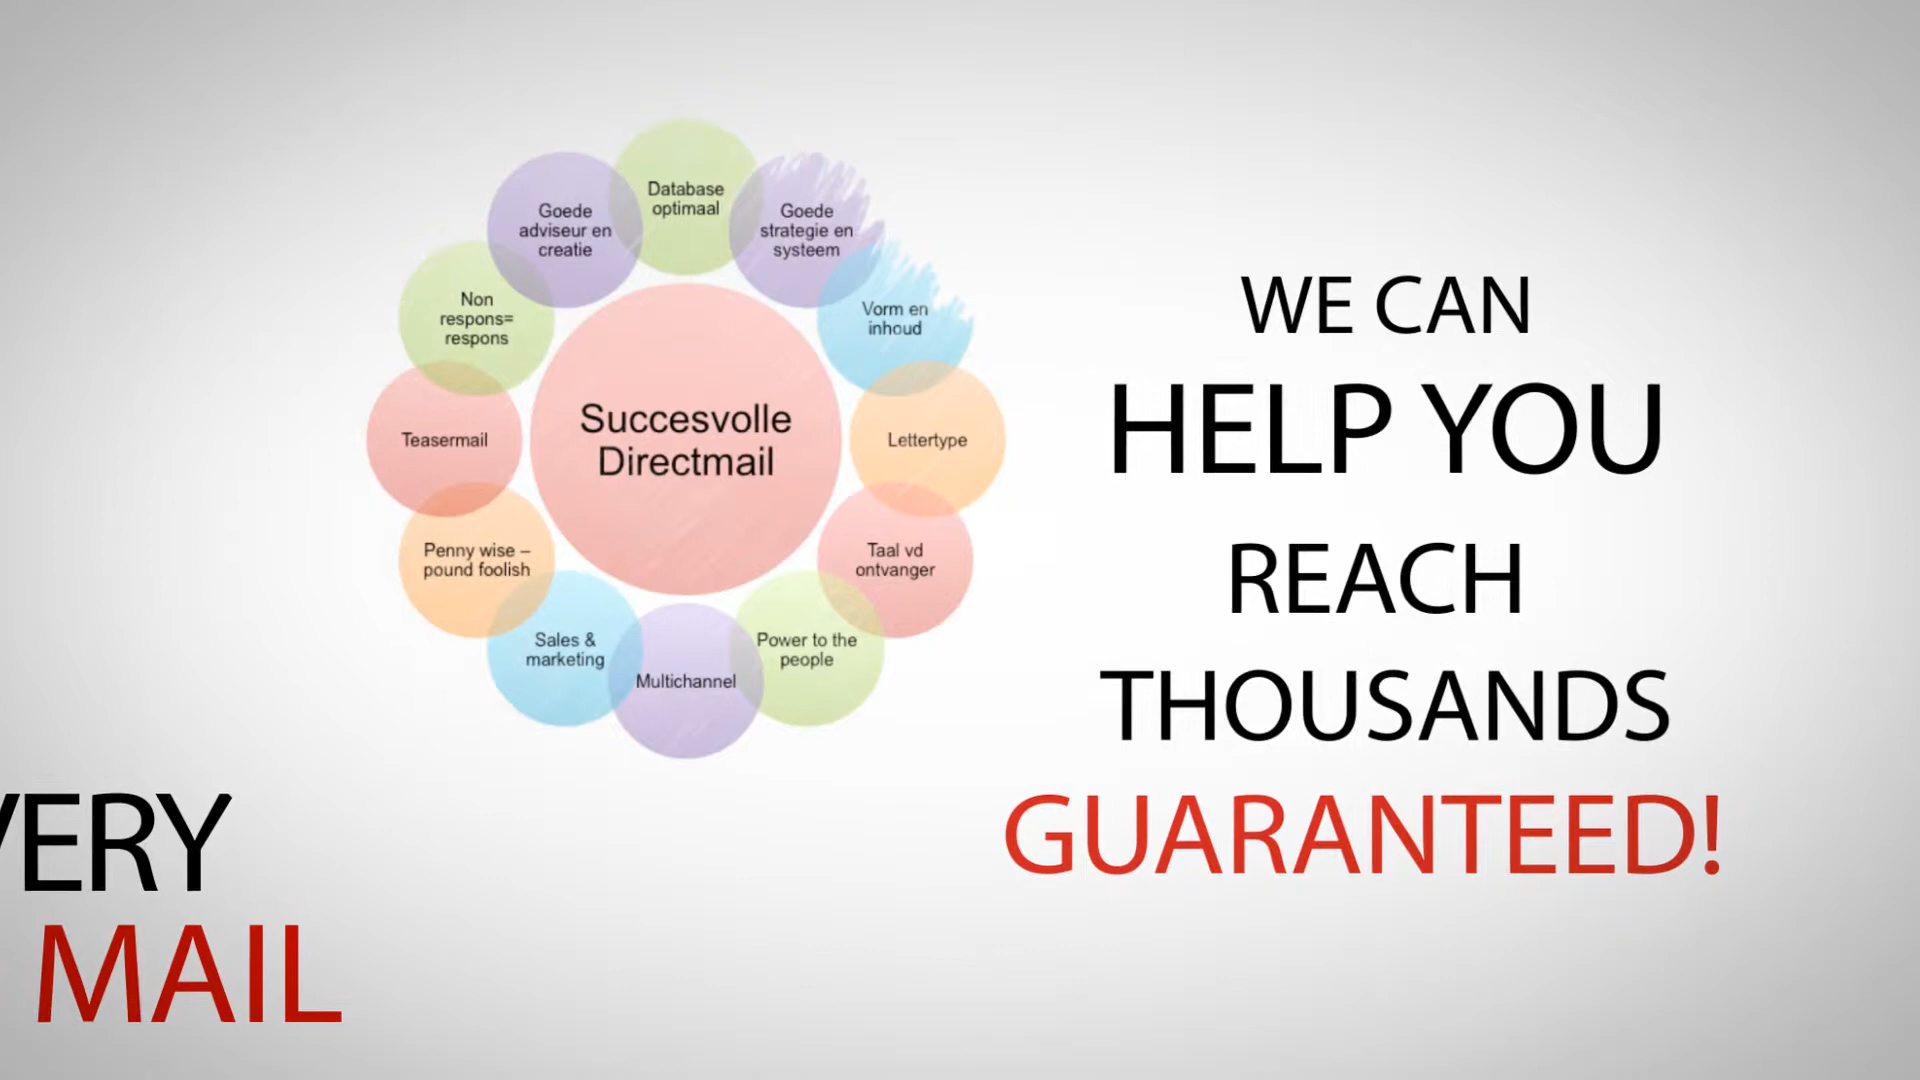 Database
optimaal
Goede
strategie en
systeem
Vorm en
inhoud
Lettertype
Taal vd
ontvanger
Power to the
people
Multichannel
Sales &
marketing
Penny wise –
pound foolish
Teasermail
Non
respons=
respons
Goede
adviseur en
creatie
Succesvolle
Directmail
WE CAN
HELP YOU
REACH
THOUSANDS
GUARANTEED!
VERY
MAIL